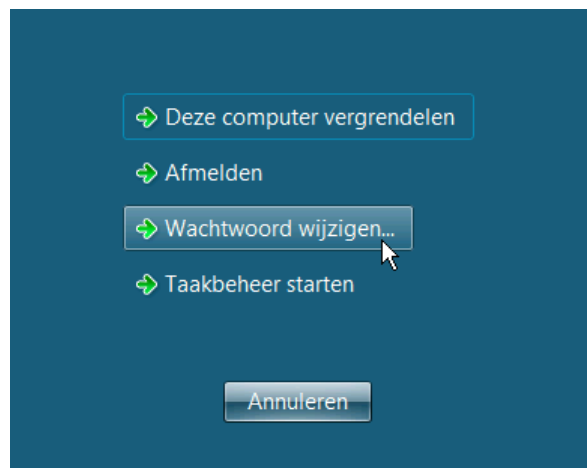 Deze computer vergrendelen
Afmelden
Wachtwoord wijzigen...
Taakbeheer starten
Annuleren